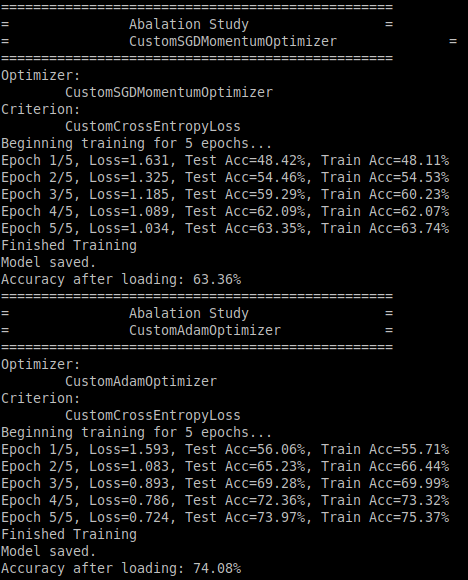 =================================================
=               Abalation Study                 =
=               CustomSGDMomentumOptimizer              =
=================================================
Optimizer:
        CustomSGDMomentumOptimizer
Criterion:
        CustomCrossEntropyLoss
Beginning training for 5 epochs...
Epoch 1/5, Loss=1.631, Test Acc=48.42%, Train Acc=48.11%
Epoch 2/5, Loss=1.325, Test Acc=54.46%, Train Acc=54.53%
Epoch 3/5, Loss=1.185, Test Acc=59.29%, Train Acc=60.23%
Epoch 4/5, Loss=1.089, Test Acc=62.09%, Train Acc=62.07%
Epoch 5/5, Loss=1.034, Test Acc=63.35%, Train Acc=63.74%
Finished Training
Model saved.
Accuracy after loading: 63.36%
=================================================
=               Abalation Study                 =
=               CustomAdamOptimizer             =
=================================================
Optimizer:
        CustomAdamOptimizer
Criterion:
        CustomCrossEntropyLoss
Beginning training for 5 epochs...
Epoch 1/5, Loss=1.593, Test Acc=56.06%, Train Acc=55.71%
Epoch 2/5, Loss=1.083, Test Acc=65.23%, Train Acc=66.44%
Epoch 3/5, Loss=0.893, Test Acc=69.28%, Train Acc=69.99%
Epoch 4/5, Loss=0.786, Test Acc=72.36%, Train Acc=73.32%
Epoch 5/5, Loss=0.724, Test Acc=73.97%, Train Acc=75.37%
Finished Training
Model saved.
Accuracy after loading: 74.08%